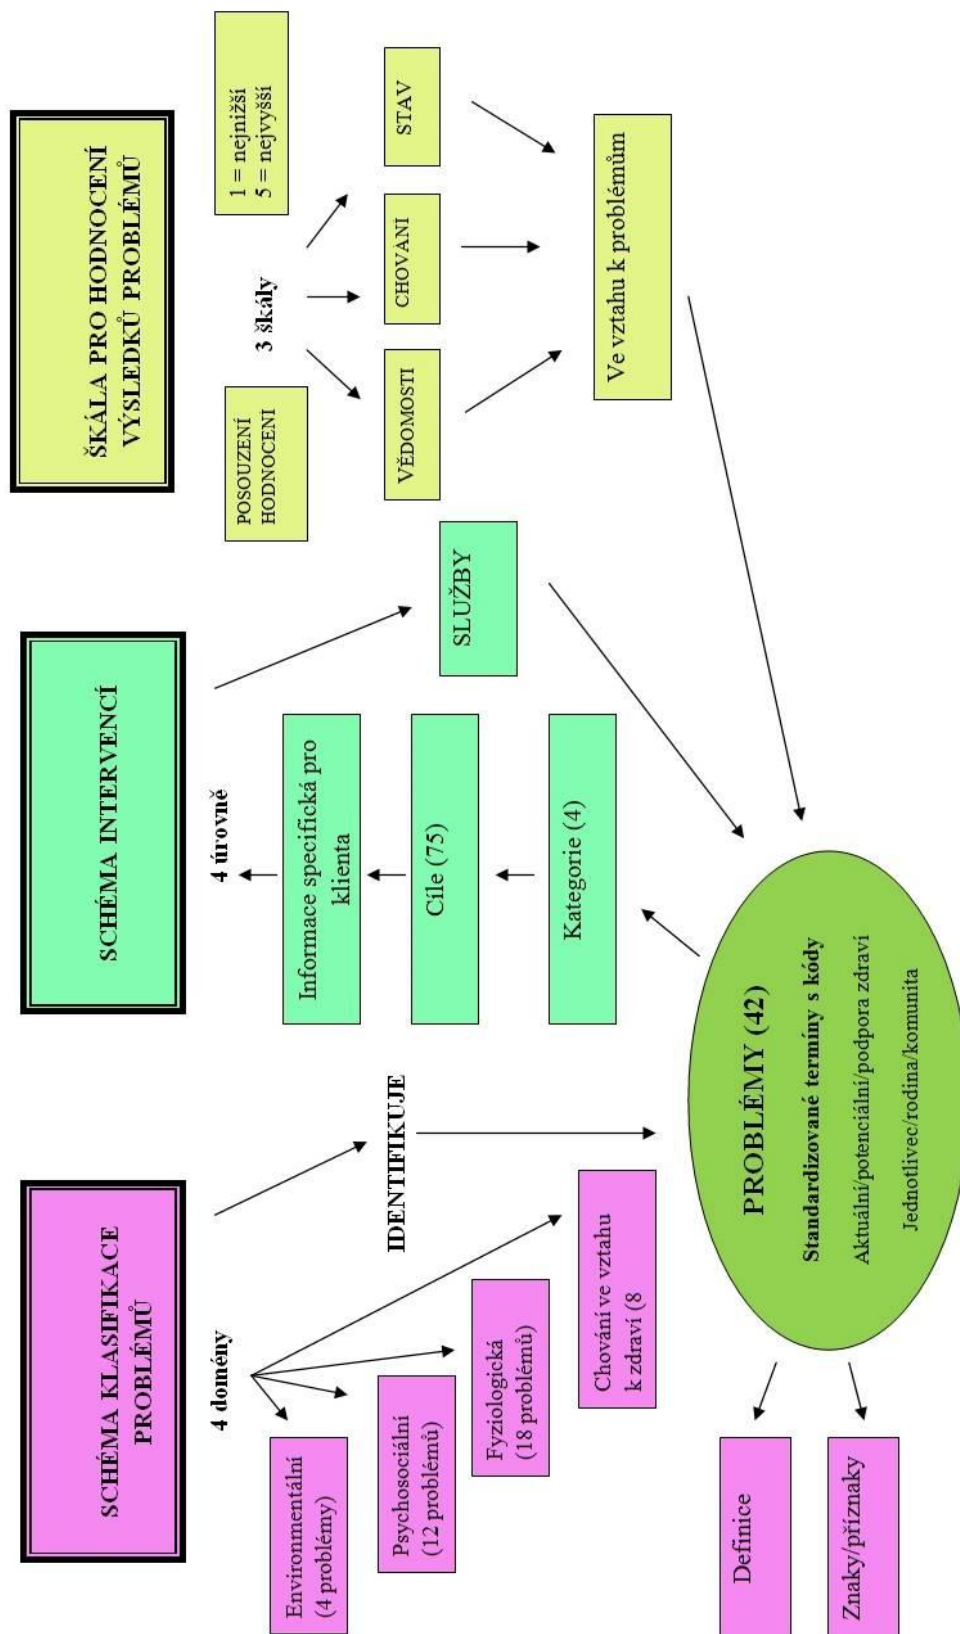 SCHÉMA KLASIFIKACE
PROBLÉMŮ
4 domény
Environmentální
(4 problémy)
Psychosociální
(12 problémů)
Fyziologická
(18 problémů)
Chování ve vztahu
k zdraví (8
IDENTIFIKUJE
Definice
Znaky/příznaky
PROBLÉMY (42)
Standardizované termíny s kódy
Aktuální/potenciální/podpora zdraví
Jednotlivec/rodina/komunita
SCHÉMA INTERVENCÍ
4 úrovně
Informace specifická pro
klienta
Cíle (75)
Kategorie (4)
SLUŽBY
ŠKÁLA PRO HODNOCENÍ
VÝSLEDKŮ PROBLÉMŮ
POSOUZENÍ
HODNOCENI
3 škály
1 = nejnižší
5 = nejvyšší
VĚDOMOSTI
CHOVÁNI
STAV
Ve vztahu k problémům